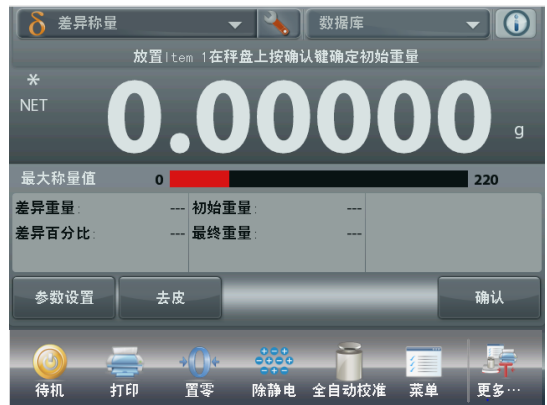 δ 差异称量 数据库
放置Item 1在秤盘上按确认键确定初始重量
*
NET
0.00000 g
最大称量值 0 220
差异重量: --- 初始重量: ---
差异百分比: --- 最终重量: ---
参数设置 去皮 确认
待机 打印 置零 除静电 全自动校准 菜单 更多…